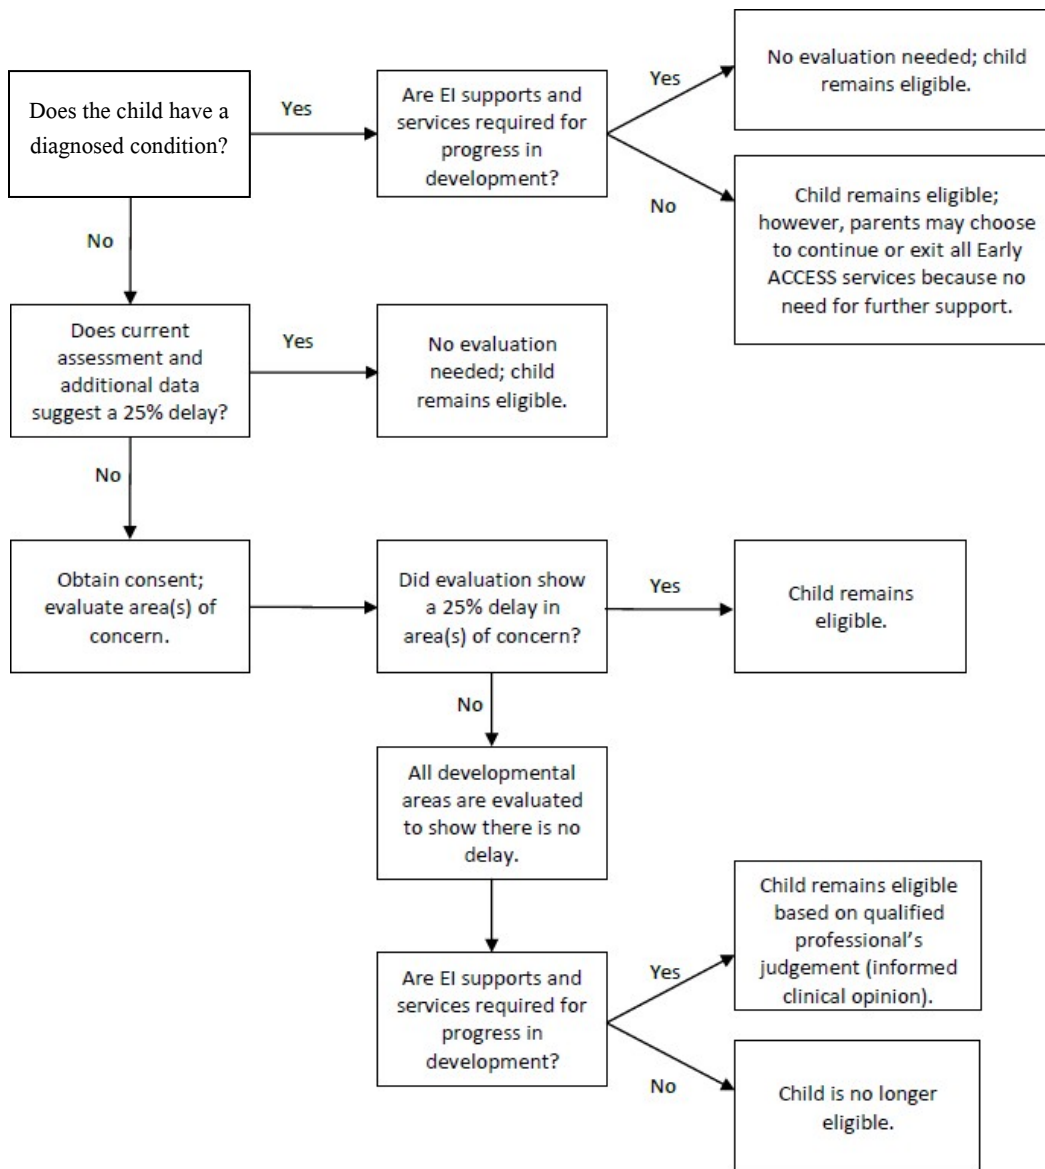 Does the child have a
diagnosed condition?
Yes
Are EI supports and
services required for
progress in
development?
Yes
No evaluation needed; child
remains eligible.
No
Child remains eligible;
however, parents may choose
to continue or exit all Early
ACCESS services because no
need for further support.
No
Does current
assessment and
additional data
suggest a 25% delay?
Yes
No evaluation
needed; child
remains eligible.
No
Obtain consent;
evaluate area(s) of
concern.
Did evaluation show
a 25% delay in
area(s) of concern?
Yes
Child remains
eligible.
No
All developmental
areas are evaluated
to show there is no
delay.
Are EI supports and
services required for
progress in
development?
Yes
Child remains eligible
based on qualified
professional’s
judgement (informed
clinical opinion).
No
Child is no longer
eligible.